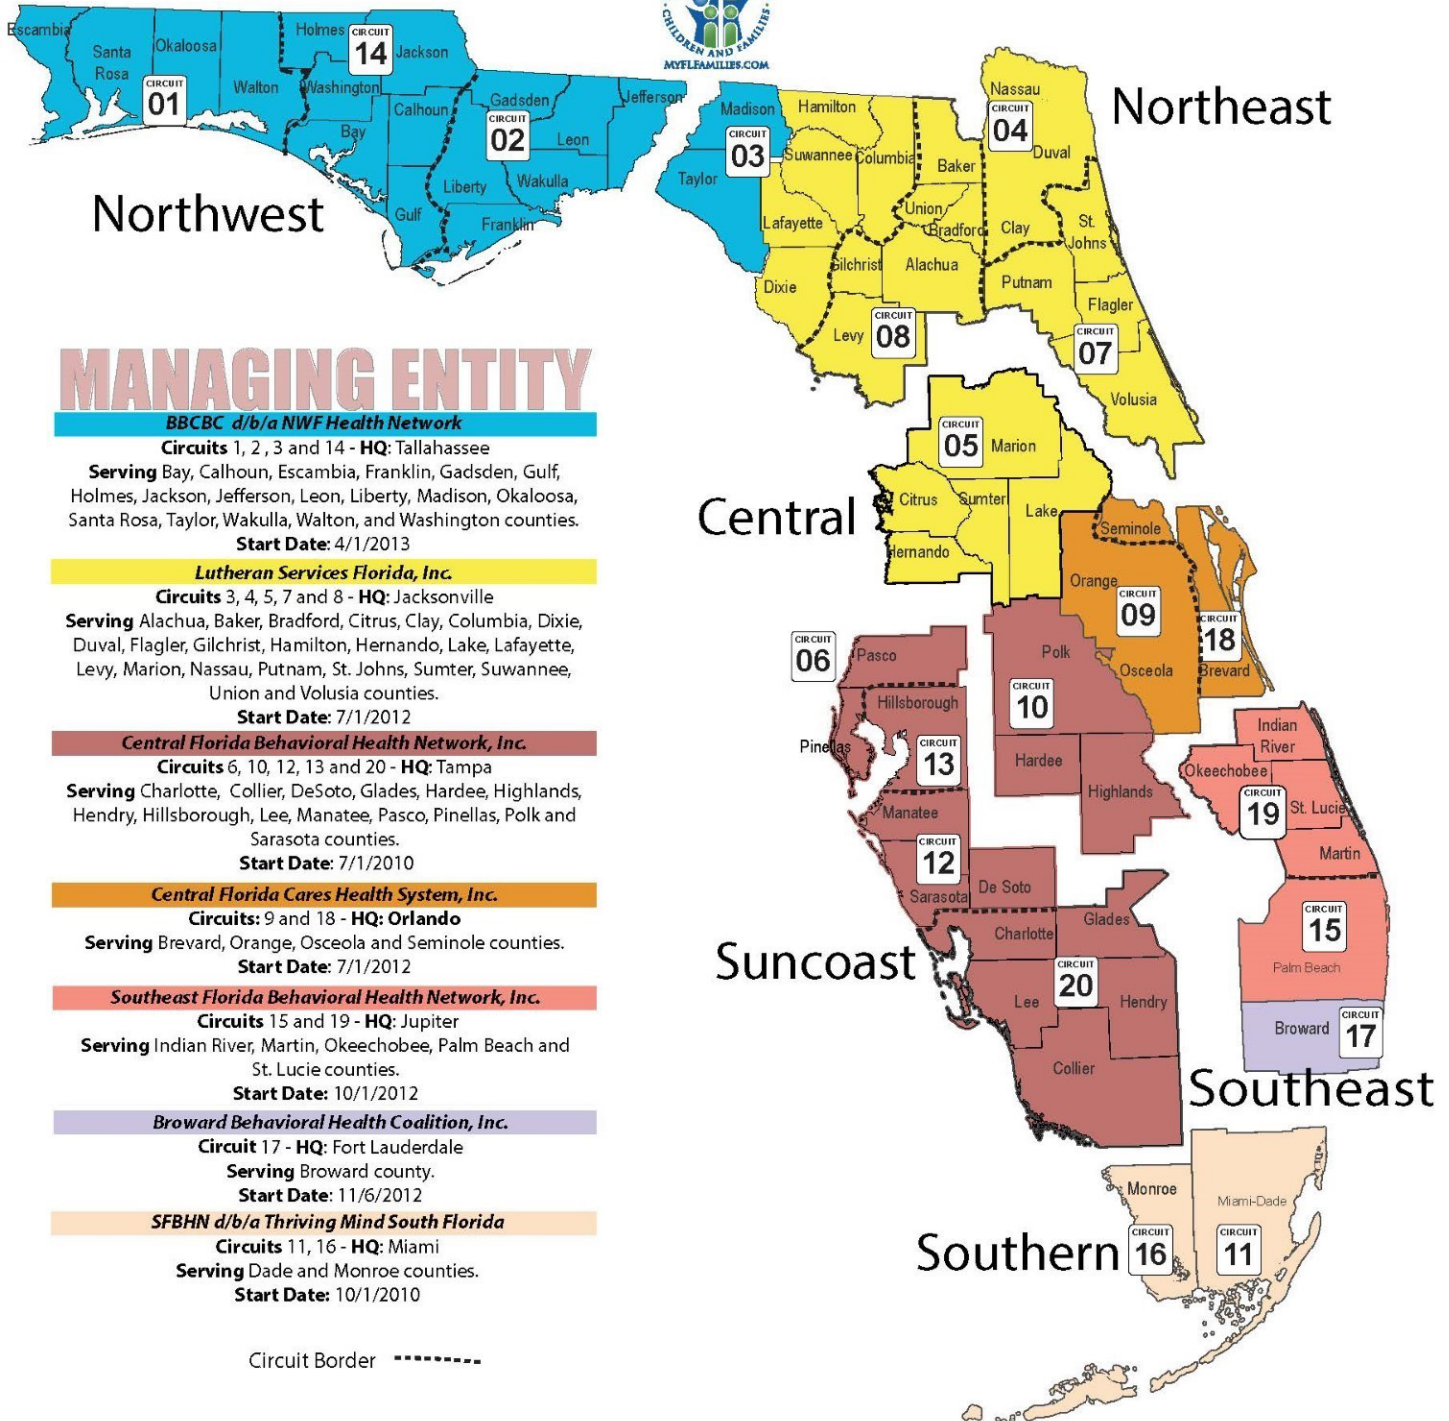 CHILDREN AND FAMILIES
MYFLFAMILIES.COM
Escambia
Santa
Rosa
Okaloosa
Walton
CIRCUIT
01
Holmes
CIRCUIT
14
Jackson
Washington
Calhoun
Bay
Gulf
Gadsden
CIRCUIT
02
Leon
Jefferson
Liberty
Wakulla
Franklin
Northwest
Madison
CIRCUIT
03
Taylor
Hamilton
Suwannee
Columbia
Lafayette
Dixie
Baker
Union
Bradford
Gilchrist
Alachua
Levy
CIRCUIT
08
Nassau
CIRCUIT
04
Duval
Clay
St.
Johns
Putnam
Flagler
CIRCUIT
07
Volusia
Northeast
MANAGING ENTITY
BBCBC d/b/a NWF Health Network
Circuits 1, 2 , 3 and 14 - HQ: Tallahassee
Serving Bay, Calhoun, Escambia, Franklin, Gadsden, Gulf,
Holmes, Jackson, Jefferson, Leon, Liberty, Madison, Okaloosa,
Santa Rosa, Taylor, Wakulla, Walton, and Washington counties.
Start Date: 4/1/2013
Lutheran Services Florida, Inc.
Circuits 3, 4, 5, 7 and 8 - HQ: Jacksonville
Serving Alachua, Baker, Bradford, Citrus, Clay, Columbia, Dixie,
Duval, Flagler, Gilchrist, Hamilton, Hernando, Lake, Lafayette,
Levy, Marion, Nassau, Putnam, St. Johns, Sumter, Suwannee,
Union and Volusia counties.
Start Date: 7/1/2012
Central Florida Behavioral Health Network, Inc.
Circuits 6, 10, 12, 13 and 20 - HQ: Tampa
Serving Charlotte, Collier, DeSoto, Glades, Hardee, Highlands,
Hendry, Hillsborough, Lee, Manatee, Pasco, Pinellas, Polk and
Sarasota counties.
Start Date: 7/1/2010
Central Florida Cares Health System, Inc.
Circuits: 9 and 18 - HQ: Orlando
Serving Brevard, Orange, Osceola and Seminole counties.
Start Date: 7/1/2012
Southeast Florida Behavioral Health Network, Inc.
Circuits 15 and 19 - HQ: Jupiter
Serving Indian River, Martin, Okeechobee, Palm Beach and
St. Lucie counties.
Start Date: 10/1/2012
Broward Behavioral Health Coalition, Inc.
Circuit 17 - HQ: Fort Lauderdale
Serving Broward county.
Start Date: 11/6/2012
SFBHN d/b/a Thriving Mind South Florida
Circuits 11, 16 - HQ: Miami
Serving Dade and Monroe counties.
Start Date: 10/1/2010
Circuit Border
CIRCUIT
05
Marion
Citrus
Sumter
Lake
Hernando
Central
Seminole
Orange
CIRCUIT
09
Osceola
CIRCUIT
18
Brevard
CIRCUIT
06
Pasco
Hillsborough
Pinellas
CIRCUIT
13
Polk
CIRCUIT
10
Hardee
Highlands
Manatee
CIRCUIT
12
Sarasota
De Soto
Charlotte
Glades
Suncoast
Lee
CIRCUIT
20
Hendry
Collier
Indian
River
Okeechobee
CIRCUIT
19
St. Lucie
Martin
CIRCUIT
15
Palm Beach
Broward
CIRCUIT
17
Southeast
Monroe
Miami-Dade
Southern
CIRCUIT
16
CIRCUIT
11